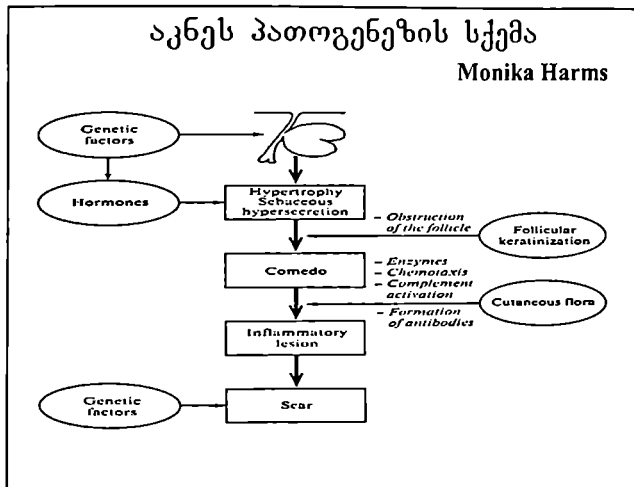 აკნეს პათოგენეზის სქემა
Monika Harms
Genetic
factors
Hormones
Hypertrophy
Sebaceous
hypersecretion
– Obstruction
of the follicle
Follicular
keratinization
Comedo
– Enzymes
– Chemotaxis
– Complement
activation
Cutaneous flora
– Formation
of antibodies
Inflammatory
lesion
Genetic
factors
Scar